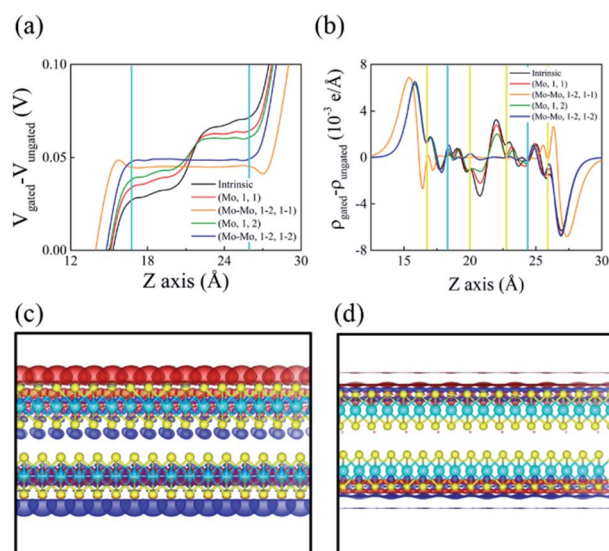 (a)
V_gated-V_ungated (V)
0.10
0.05
0.00
12
16
20
24
28
Z axis (Å)
Intrinsic
(Mo, 1, 1)
(Mo-Mo, 1-2, 1-1)
(Mo, 1, 2)
(Mo-Mo, 1-2, 1-2)
(b)
ρ_gated-ρ_ungated (10⁻³ e/Å)
8
4
0
-4
-8
15
20
25
30
Z axis (Å)
Intrinsic
(Mo, 1, 1)
(Mo-Mo, 1-2, 1-1)
(Mo, 1, 2)
(Mo-Mo, 1-2, 1-2)
(c)
(d)